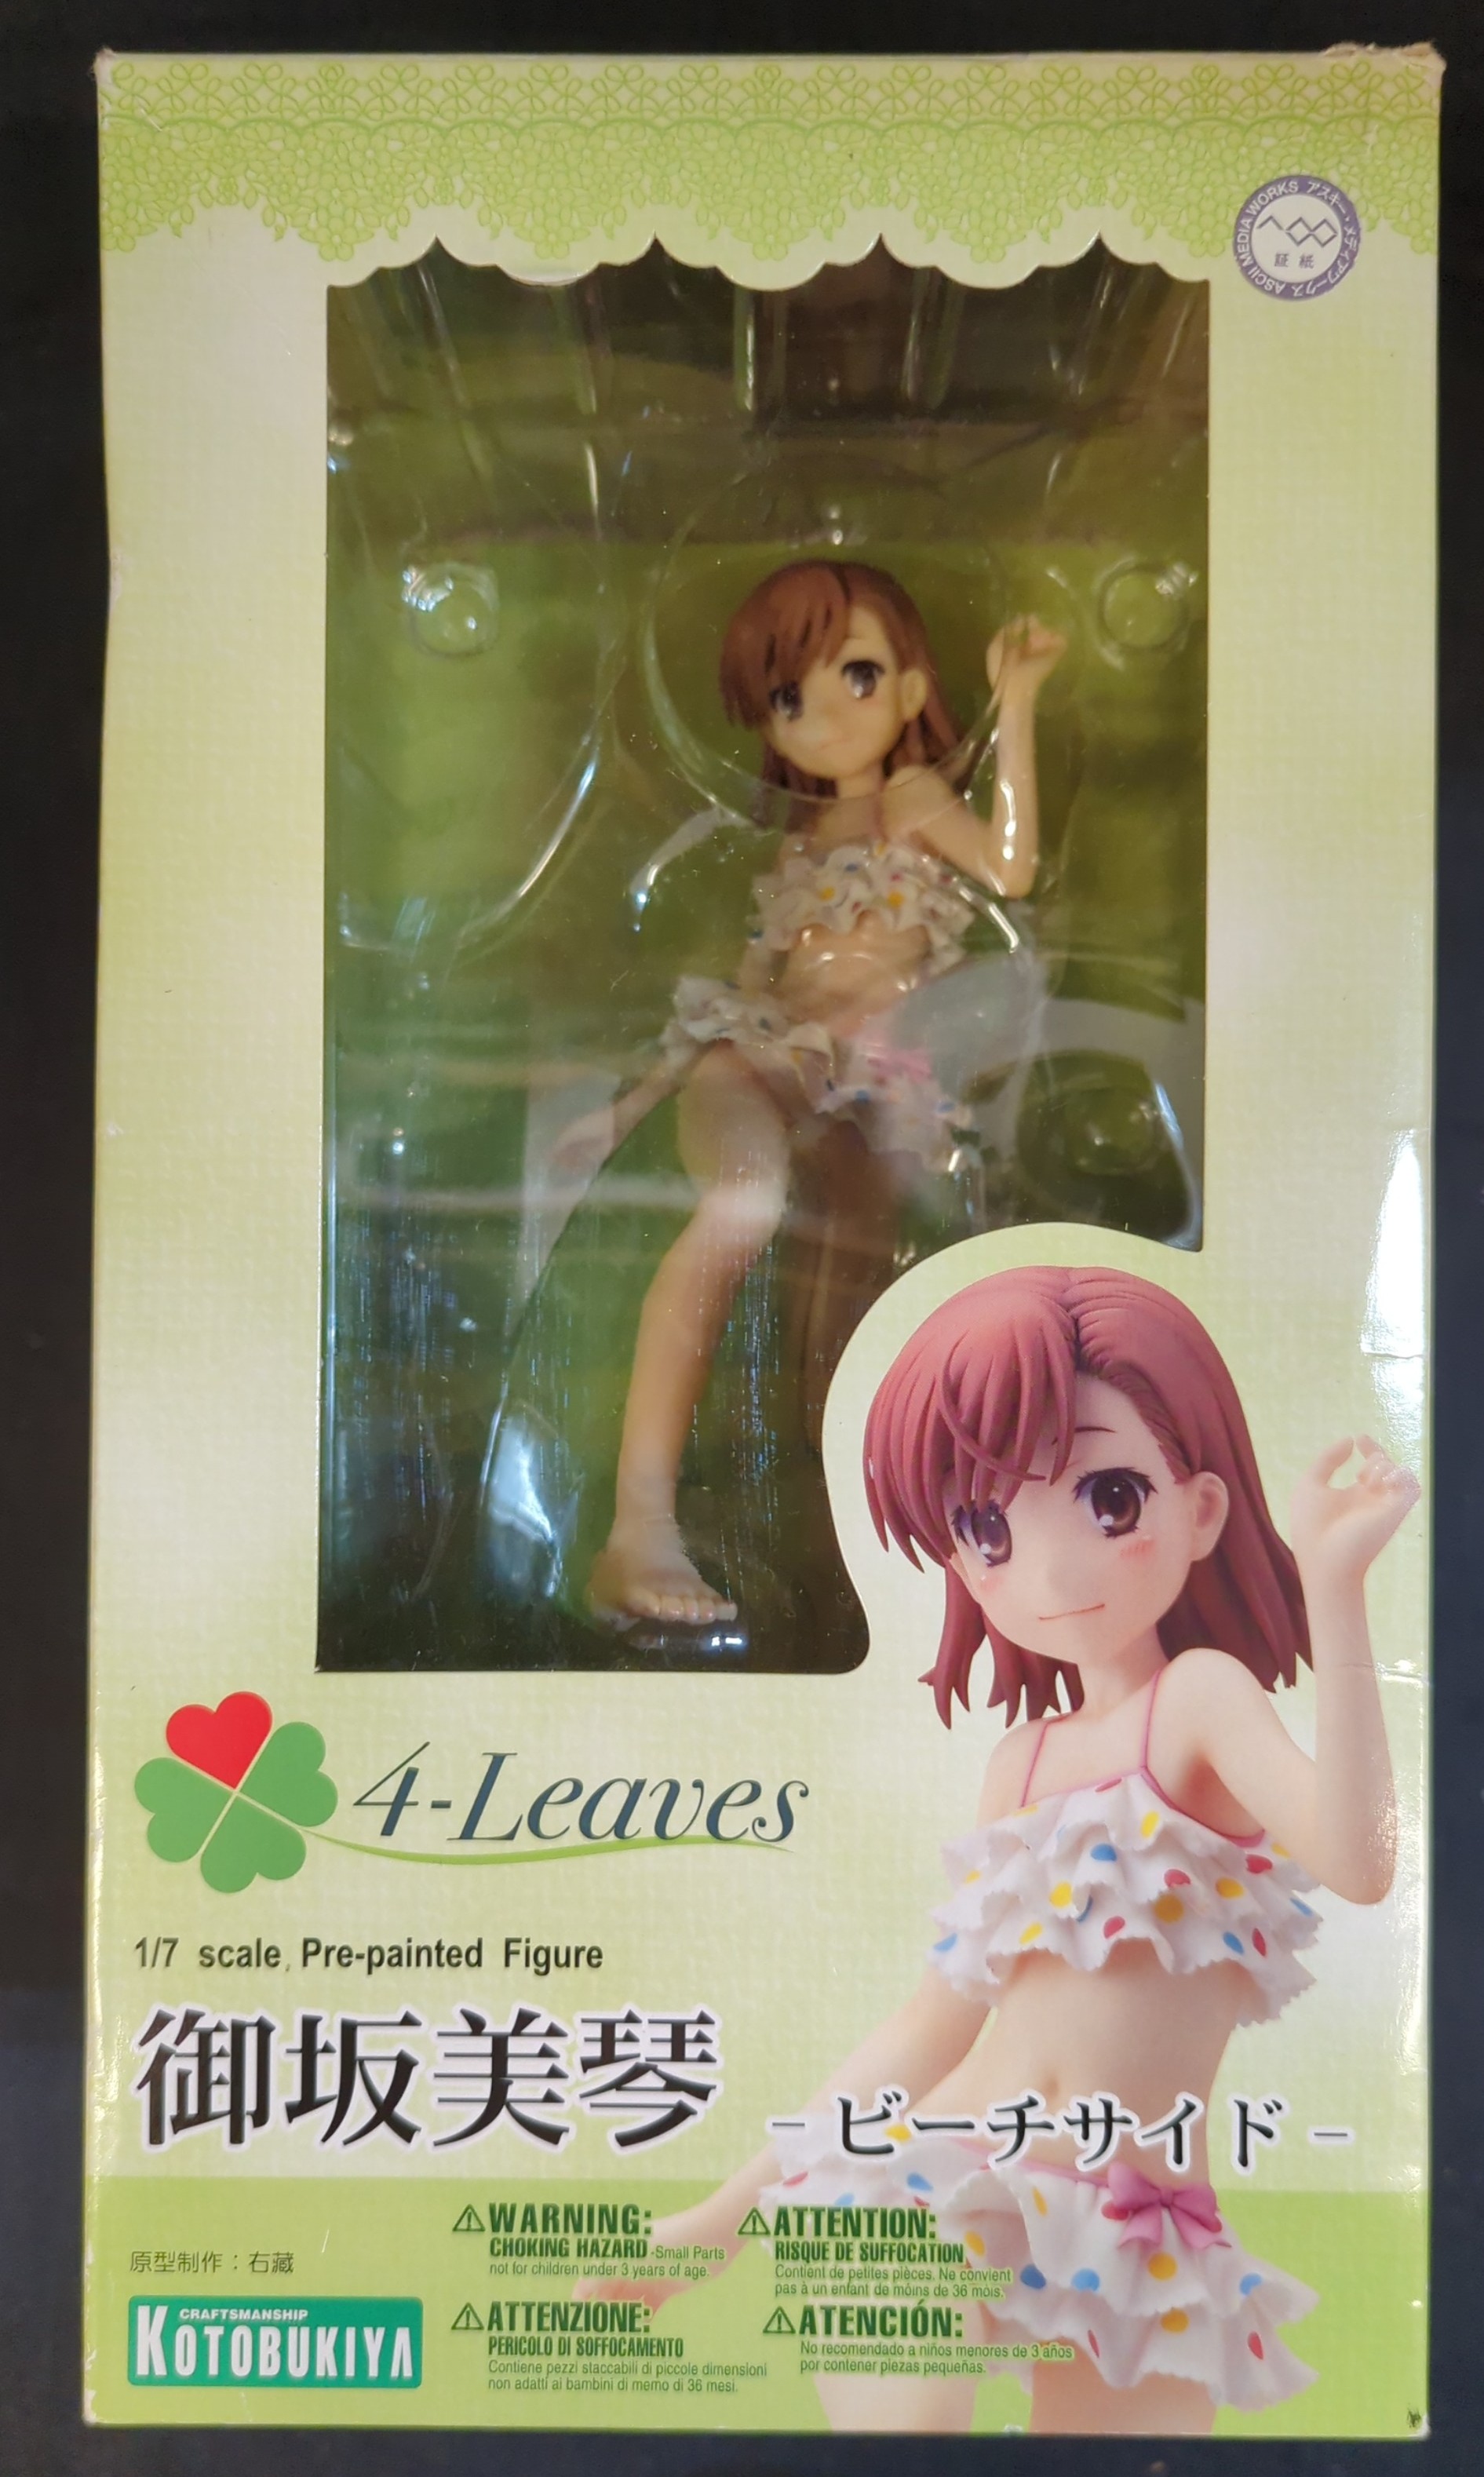 ASCII MEDIA WORKS アスキー・メディアワークス
証紙
4-Leaves
1/7 scale, Pre-painted Figure
御坂美琴
- ビーチサイド -
原型制作：右藏
CRAFTSMANSHIP
KOTOBUKIYA
WARNING:
CHOKING HAZARD-Small Parts
not for children under 3 years of age.
ATTENTION:
RISQUE DE SUFFOCATION
Contient de petites pièces. Ne convient
pas à un enfant de móins de 36 mois.
ATTENZIONE:
PERICOLO DI SOFFOCAMENTO
Contiene pezzi staccabili di piccole dimensioni
non adatti ai bambini di memo di 36 mesi.
ATENCIÓN:
No recomendado a niños menores de 3 años
por contener piezas pequeñas.